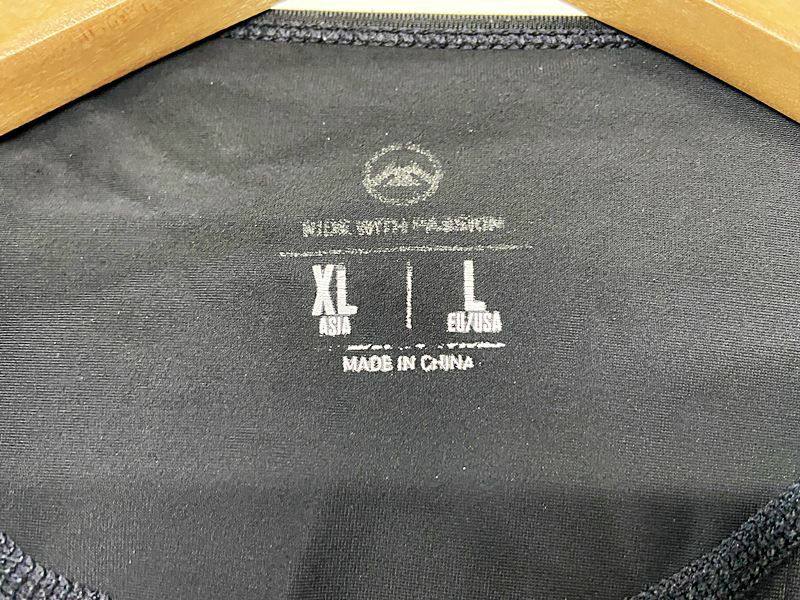 RIDE WITH PASSION
XL L
ASIA EU/USA
MADE IN CHINA